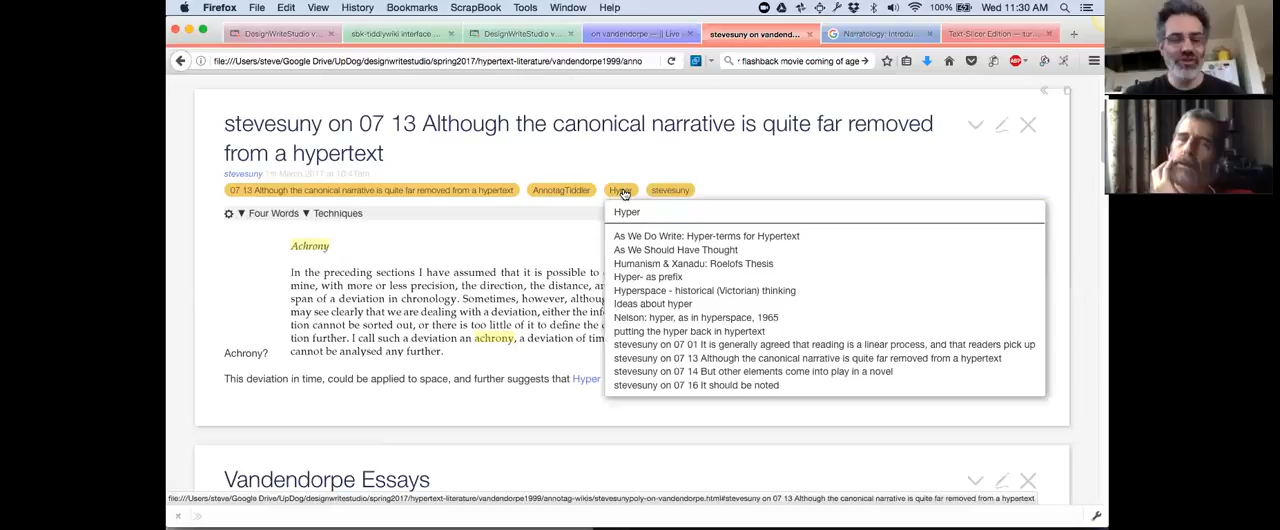 Firefox File Edit View History Bookmarks ScrapBook Tools Window Help 100% Wed 11:30 AM
DesignWriteStudio v... sbk-tiddlywiki interface... DesignWriteStudio v... on vandendorpe — || Live stevesuny on vandend... Narratology: Introdu... Text-Slicer Edition — tur...
file:///Users/steve/Google Drive/UpDog/designwritestudio/spring2017/hypertext-literature/vandendorpe1999/anno flashback movie coming of age
ABP
stevesuny on 07 13 Although the canonical narrative is quite far removed
from a hypertext
stevesuny 1st March 2017 at 10:47am
07 13 Although the canonical narrative is quite far removed from a hypertext AnnotagTiddler Hyper stevesuny
▼ Four Words ▼ Techniques
Hyper
As We Do Write: Hyper-terms for Hypertext
As We Should Have Thought
Humanism & Xanadu: Roelofs Thesis
Hyper- as prefix
Hyperspace - historical (Victorian) thinking
Ideas about hyper
Nelson: hyper, as in hyperspace, 1965
putting the hyper back in hypertext
stevesuny on 07 01 It is generally agreed that reading is a linear process, and that readers pick up
stevesuny on 07 13 Although the canonical narrative is quite far removed from a hypertext
stevesuny on 07 14 But other elements come into play in a novel
stevesuny on 07 16 It should be noted
Achrony
In the preceding sections I have assumed that it is possible to
mine, with more or less precision, the direction, the distance,
span of a deviation in chronology. Sometimes, however,
may see clearly that we are dealing with a deviation, either the
tion cannot be sorted out, or there is too little of it to define the
tion further. I call such a deviation an achrony, a deviation of
cannot be analysed any further.
Achrony?
This deviation in time, could be applied to space, and further suggests that Hyper
Vandendorpe Essays
file:///Users/steve/Google Drive/UpDog/designwritestudio/spring2017/hypertext-literature/vandendorpe1999/annotag-wikis/stevesunypoly-on-vandendorpe.html#stevesuny on 07 13 Although the canonical narrative is quite far removed from a hypertext